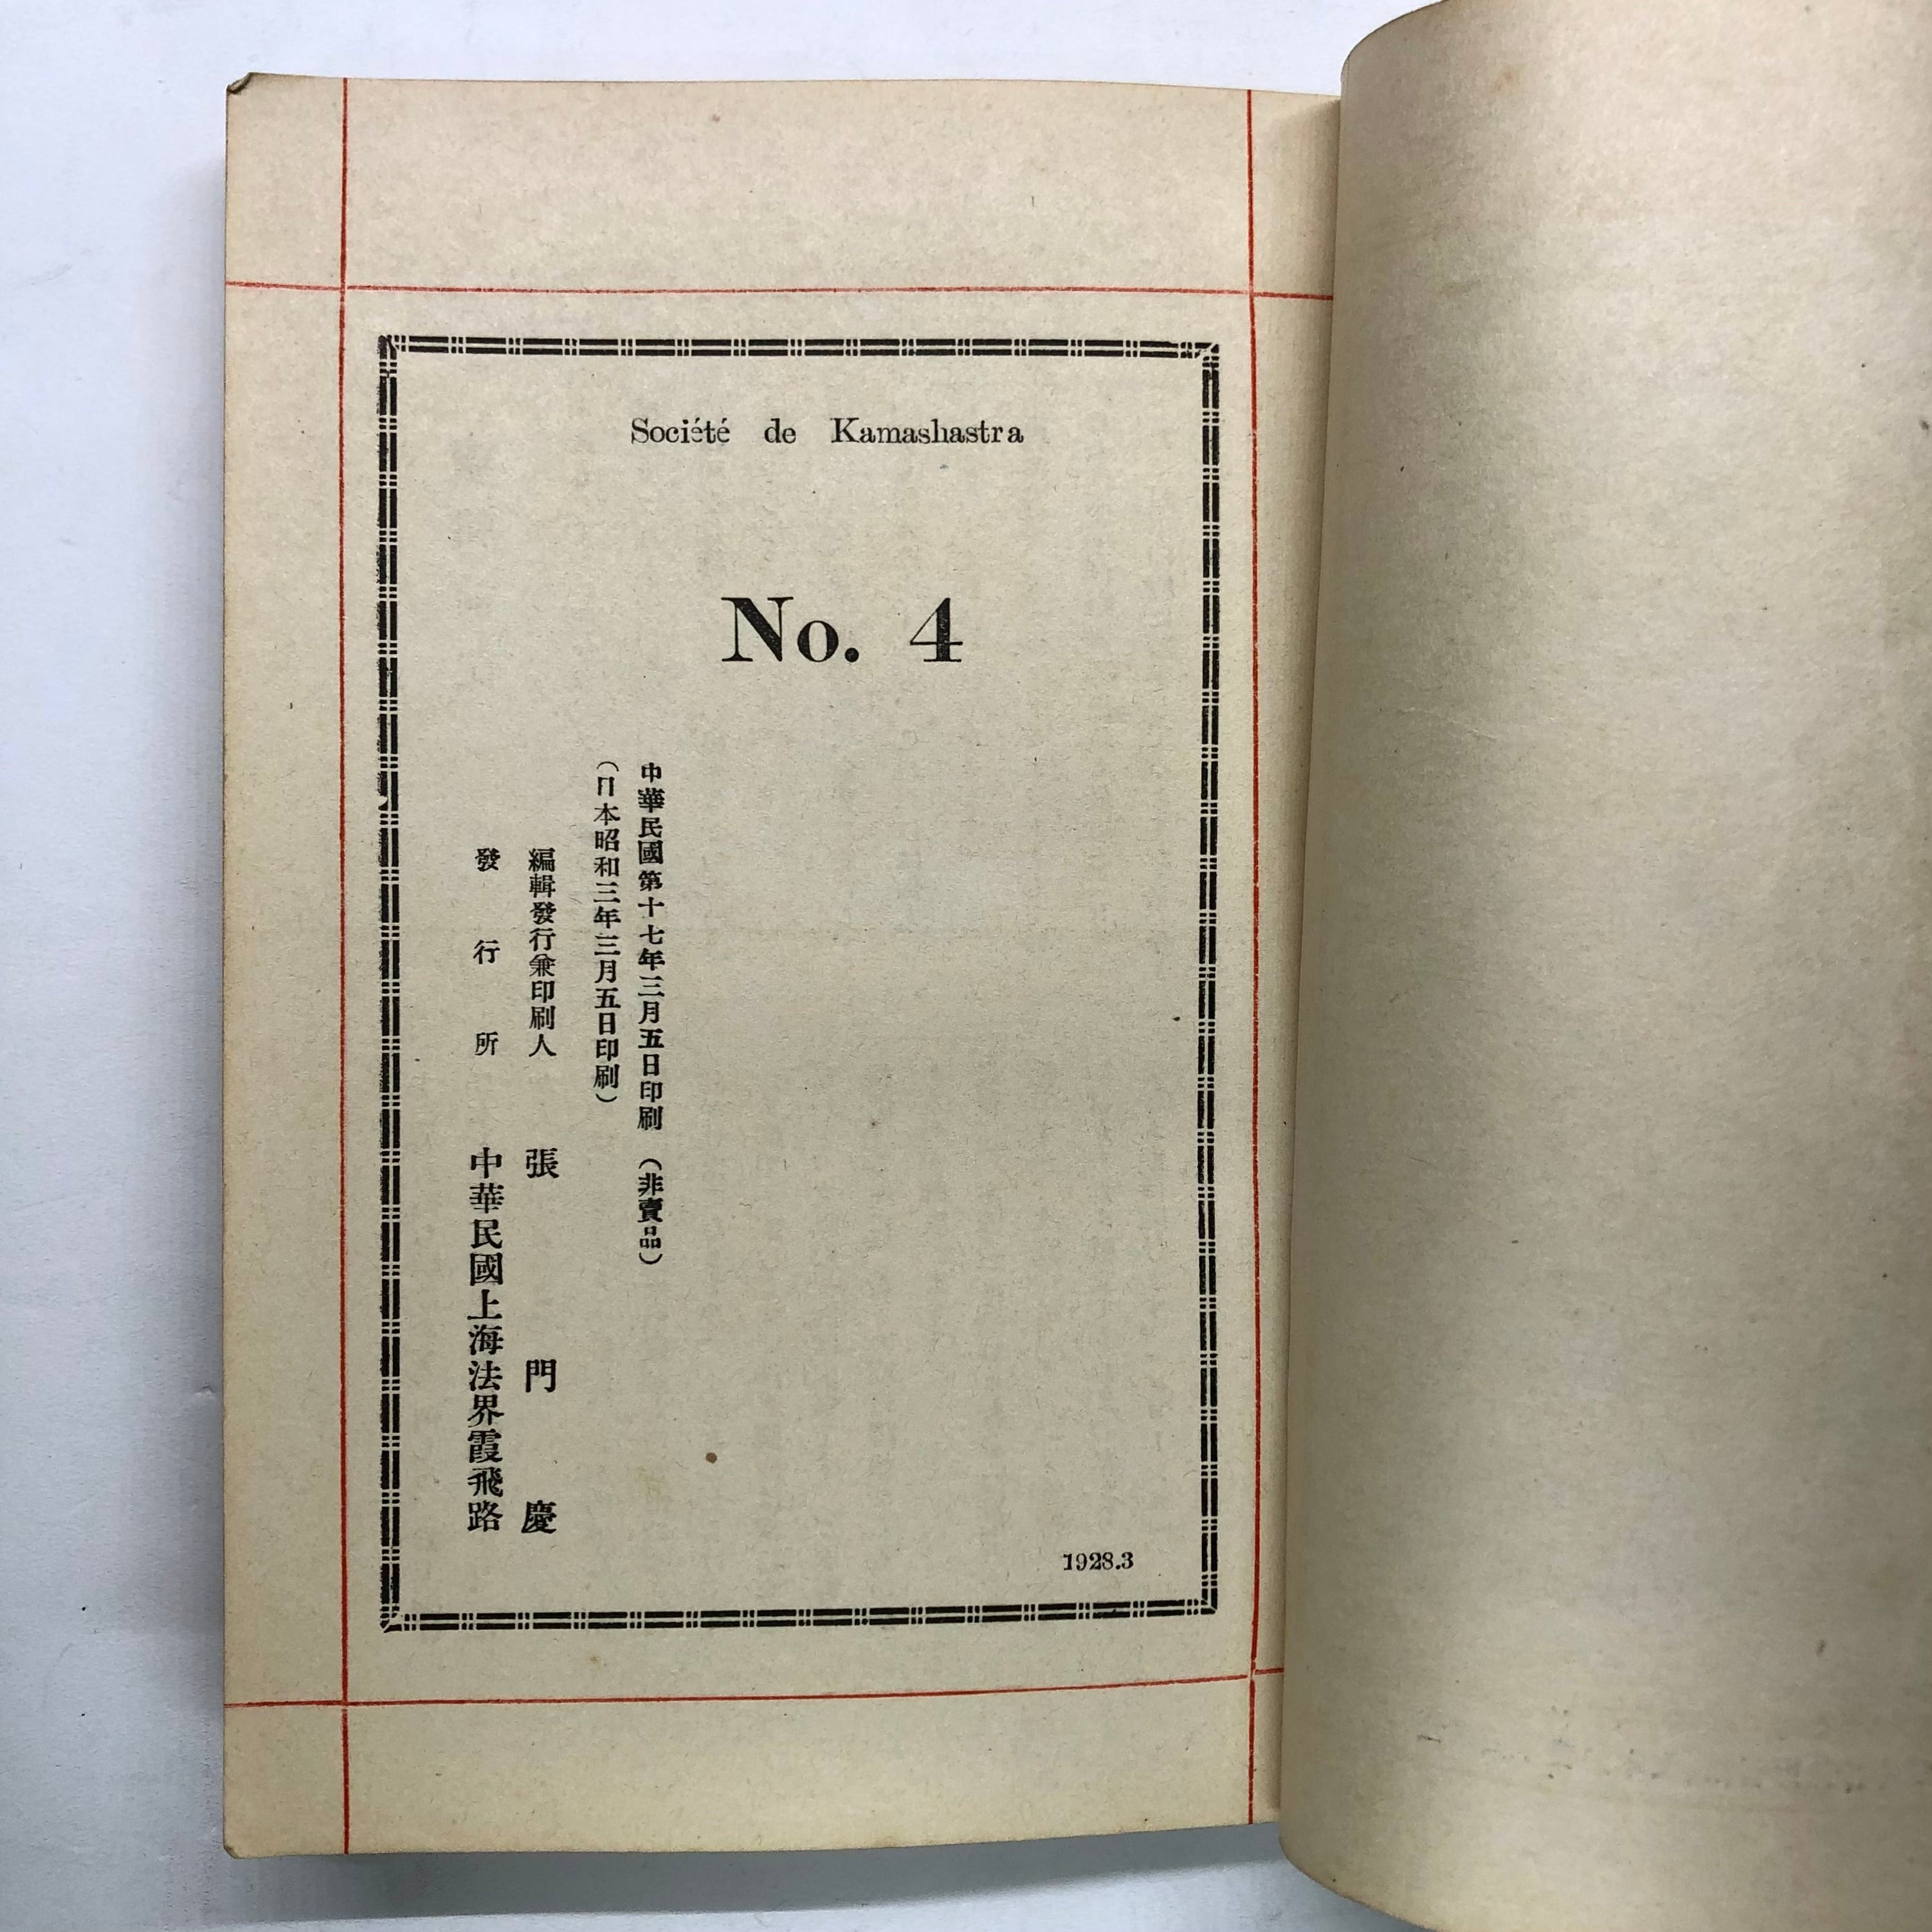 Société de Kamashastra
No. 4
中華民國第十七年三月五日印刷 (非賣品)
(日本昭和三年三月五日印刷)
編輯發行兼印刷人 張門慶
發行所 中華民國上海法界霞飛路
1928.3